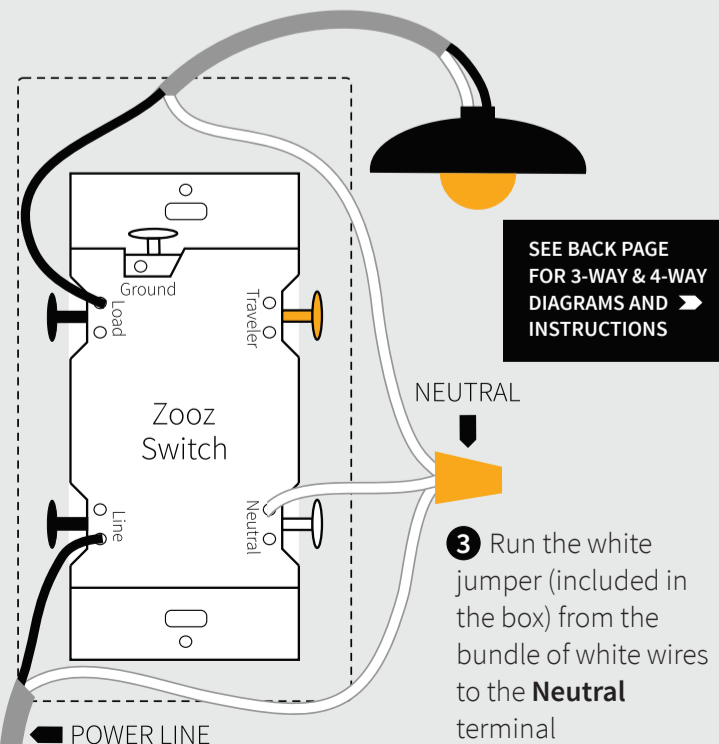 SEE BACK PAGE
FOR 3-WAY & 4-WAY
DIAGRAMS AND
INSTRUCTIONS
Ground
Load
Traveler
Zooz
Switch
NEUTRAL
Line
Neutral
3 Run the white
jumper (included in
the box) from the
bundle of white wires
to the Neutral
terminal
POWER LINE